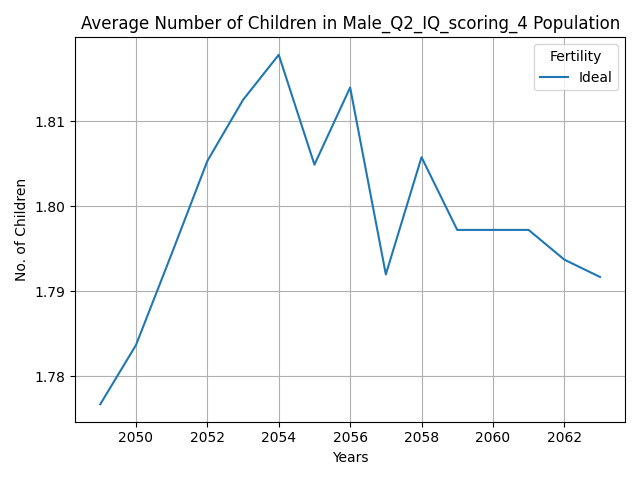 Average Number of Children in Male_Q2_IQ_scoring_4 Population
Fertility
Ideal
1.81
1.80
1.79
1.78
No. of Children
2050 2052 2054 2056 2058 2060 2062
Years